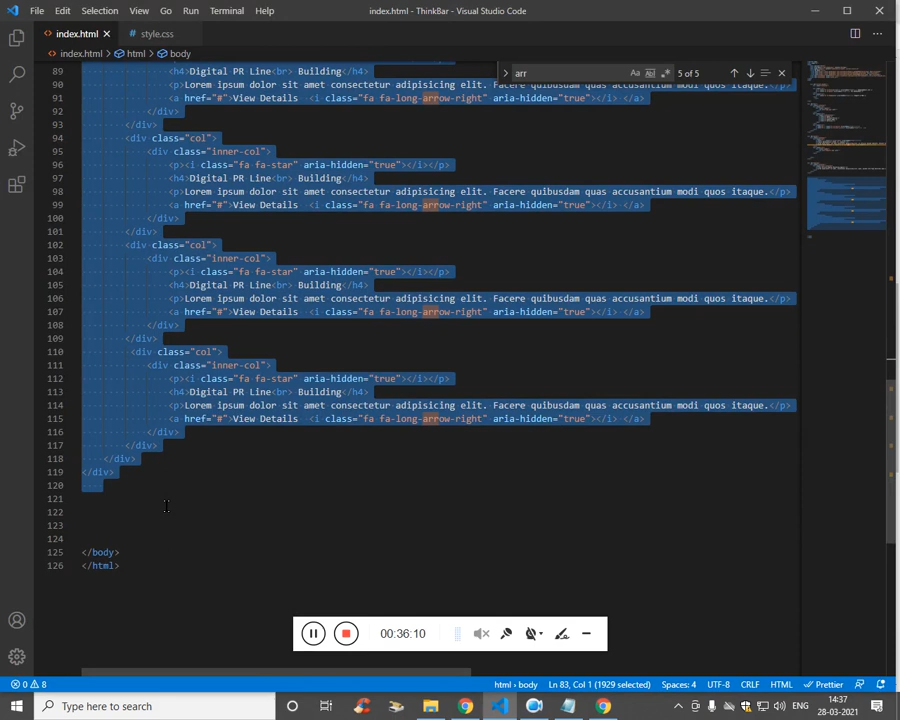 File Edit Selection View Go Run Terminal Help
index.html - ThinkBar - Visual Studio Code
index.html style.css
index.html > html > body
arr Aa Ab 5 of 5
89 <h4>Digital PR Line<br> Building</h4>
90 <p>Lorem ipsum dolor sit amet consectetur adipisicing elit. Facere quibusdam quas accusantium modi quos itaque.</p>
91 <a href="#">View Details <i class="fa fa-long-arrow-right" aria-hidden="true"></i> </a>
92 </div>
93 </div>
94 <div class="col">
95 <div class="inner-col">
96 <p><i class="fa fa-star" aria-hidden="true"></i></p>
97 <h4>Digital PR Line<br> Building</h4>
98 <p>Lorem ipsum dolor sit amet consectetur adipisicing elit. Facere quibusdam quas accusantium modi quos itaque.</p>
99 <a href="#">View Details <i class="fa fa-long-arrow-right" aria-hidden="true"></i> </a>
100 </div>
101 </div>
102 <div class="col">
103 <div class="inner-col">
104 <p><i class="fa fa-star" aria-hidden="true"></i></p>
105 <h4>Digital PR Line<br> Building</h4>
106 <p>Lorem ipsum dolor sit amet consectetur adipisicing elit. Facere quibusdam quas accusantium modi quos itaque.</p>
107 <a href="#">View Details <i class="fa fa-long-arrow-right" aria-hidden="true"></i> </a>
108 </div>
109 </div>
110 <div class="col">
111 <div class="inner-col">
112 <p><i class="fa fa-star" aria-hidden="true"></i></p>
113 <h4>Digital PR Line<br> Building</h4>
114 <p>Lorem ipsum dolor sit amet consectetur adipisicing elit. Facere quibusdam quas accusantium modi quos itaque.</p>
115 <a href="#">View Details <i class="fa fa-long-arrow-right" aria-hidden="true"></i> </a>
116 </div>
117 </div>
118 </div>
119 </div>
120
121
122
123
124
125 </body>
126 </html>
00:36:10
0 8 html > body Ln 83, Col 1 (1929 selected) Spaces: 4 UTF-8 CRLF HTML Prettier
Type here to search
14:37
28-03-2021